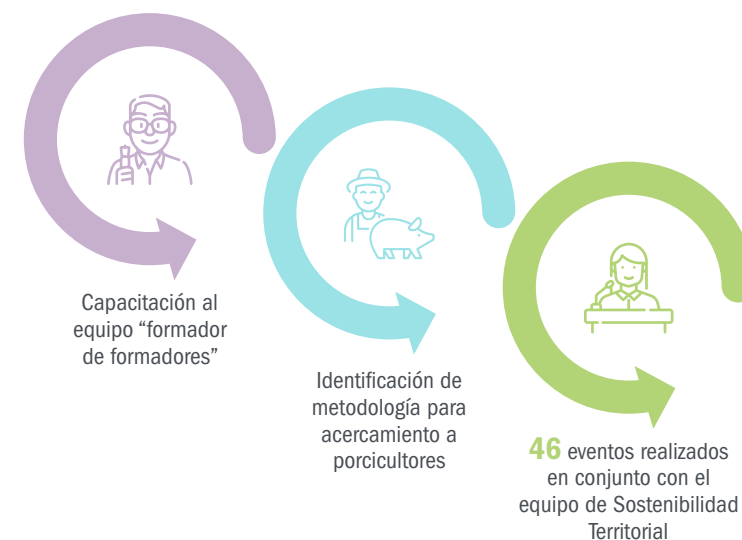 Capacitación al
equipo “formador
de formadores”
Identificación de
metodología para
acercamiento a
porcicultores
46 eventos realizados
en conjunto con el
equipo de Sostenibilidad
Territorial